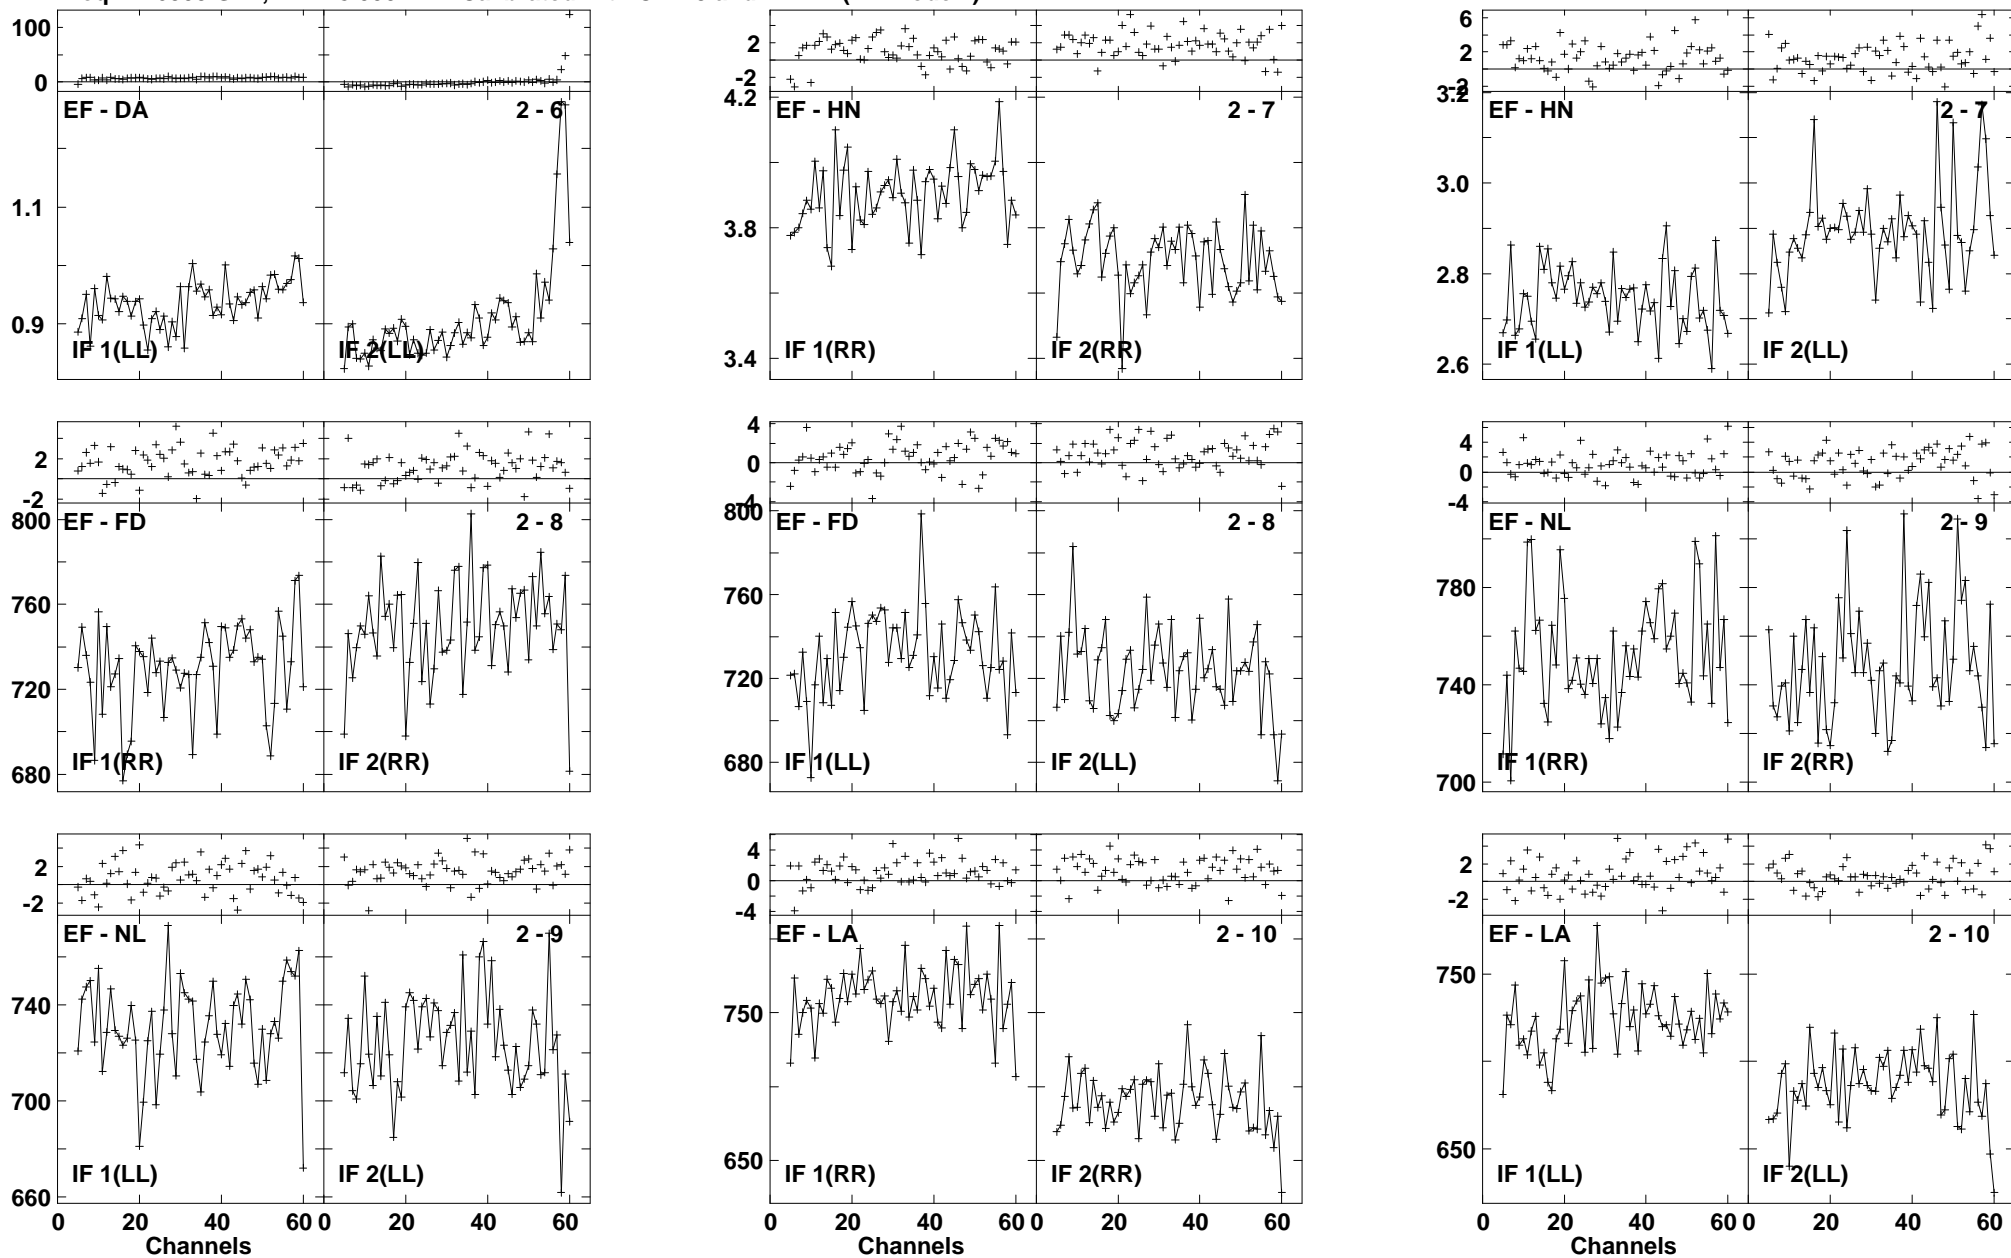 100
0
EF - DA
2 - 6
1.1
0.9
IF 1(LL)
IF 2(LL)
2
-2
4.2
EF - HN
2 - 7
3.8
3.4
IF 1(RR)
IF 2(RR)
6
2
-2
3.2
EF - HN
2 - 7
3.0
2.8
2.6
IF 1(LL)
IF 2(LL)
2
-2
800
EF - FD
2 - 8
760
720
680
IF 1(RR)
IF 2(RR)
4
0
-4
800
EF - FD
2 - 8
760
720
680
IF 1(LL)
IF 2(LL)
4
0
-4
EF - NL
2 - 9
780
740
700
IF 1(RR)
IF 2(RR)
2
-2
EF - NL
2 - 9
740
700
660
IF 1(LL)
IF 2(LL)
0 20 40 60 0 20 40 60
Channels
4
0
-4
EF - LA
2 - 10
750
650
IF 1(RR)
IF 2(RR)
0 20 40 60 0 20 40 60
Channels
2
-2
EF - LA
2 - 10
750
650
IF 1(LL)
IF 2(LL)
0 20 40 60 0 20 40 60
Channels